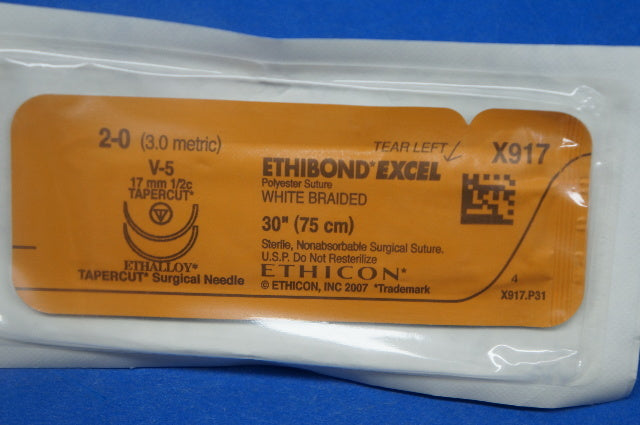 2-0 (3.0 metric)
V-5
17 mm 1/2c
TAPERCUT*
ETHALLOY*
TAPERCUT* Surgical Needle
TEAR LEFT
X917
ETHIBOND*EXCEL
Polyester Suture
WHITE BRAIDED
30" (75 cm)
Sterile, Nonabsorbable Surgical Suture.
U.S.P. Do Not Resterilize
ETHICON*
© ETHICON, INC 2007 *Trademark
4
X917.P31